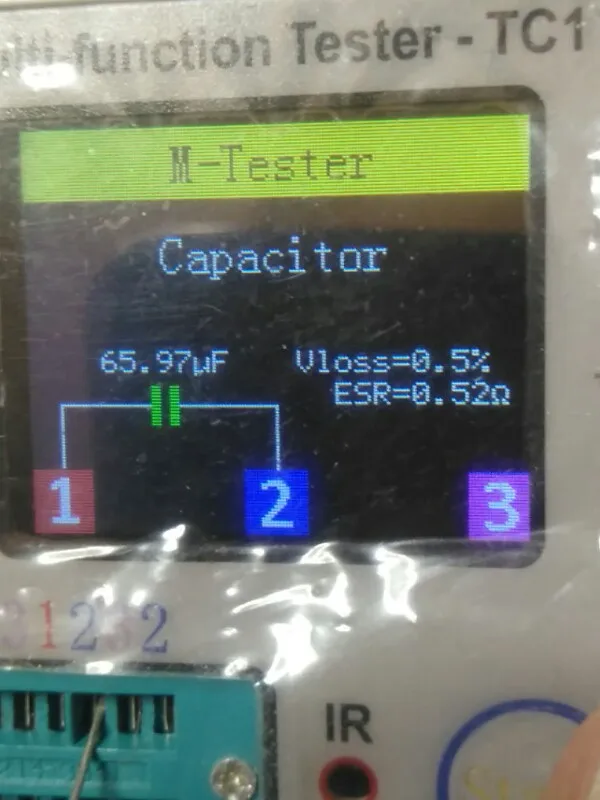 lti-function Tester - TC1
M-Tester
Capacitor
65.97µF Vloss=0.5%
ESR=0.52Ω
1 2 3
3 1 2 3 2
IR